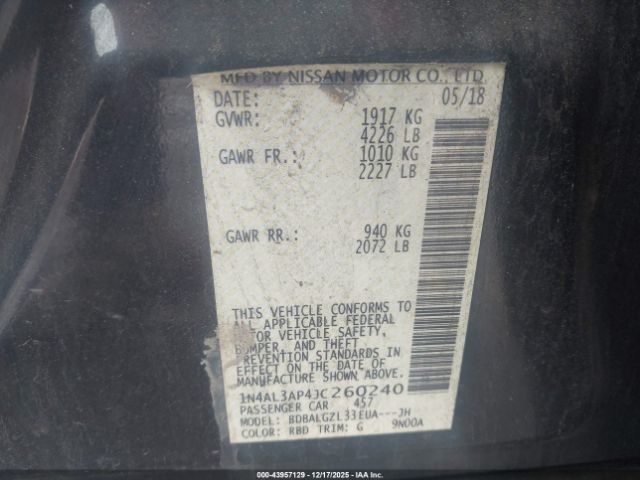 MFD BY NISSAN MOTOR CO., LTD
DATE: 05/18
GVWR: 1917 KG
4226 LB
GAWR FR.: 1010 KG
2227 LB
GAWR RR.: 940 KG
2072 LB
THIS VEHICLE CONFORMS TO
ALL APPLICABLE FEDERAL
MOTOR VEHICLE SAFETY,
BUMPER, AND THEFT
PREVENTION STANDARDS IN
EFFECT ON THE DATE OF
MANUFACTURE SHOWN ABOVE.
1N4AL3AP4JC260240
PASSENGER CAR 457
MODEL: BDBALGZL33EUA---JH
COLOR: RBD TRIM: G 9N00A
000-43957129 - 12/17/2025 - IAAI.COM